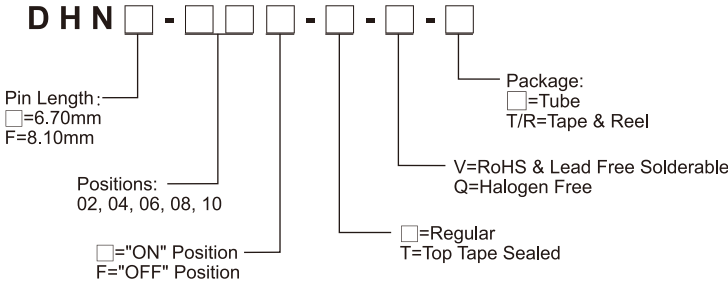 DHN□-□□□-□-□-□
Package:
□=Tube
T/R=Tape & Reel
Pin Length:
□=6.70mm
F=8.10mm
V=RoHS & Lead Free Solderable
Q=Halogen Free
Positions:
02, 04, 06, 08, 10
□=Regular
T=Top Tape Sealed
□="ON" Position
F="OFF" Position